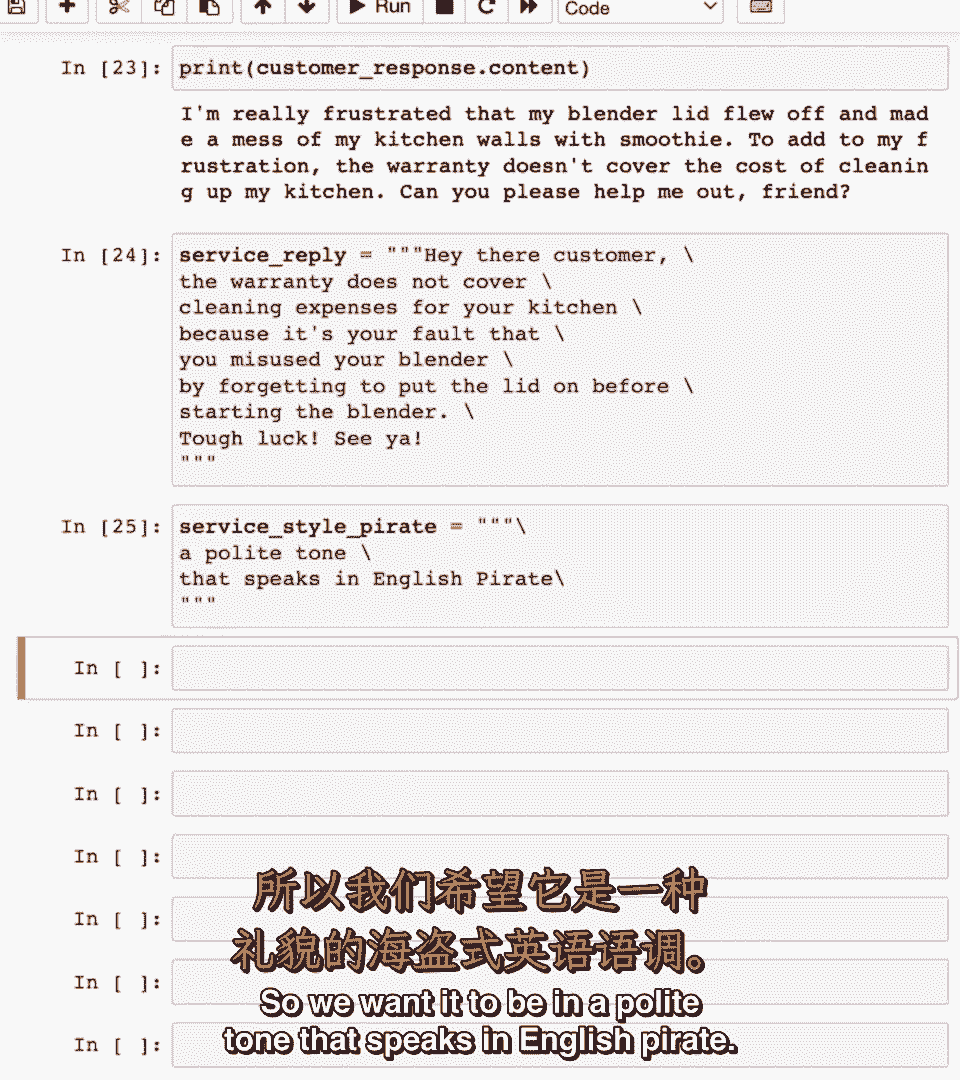 Run
Code
In [23]:
print(customer_response.content)
I'm really frustrated that my blender lid flew off and mad
e a mess of my kitchen walls with smoothie. To add to my f
rustration, the warranty doesn't cover the cost of cleanin
g up my kitchen. Can you please help me out, friend?
In [24]:
service_reply = """Hey there customer, \
the warranty does not cover \
cleaning expenses for your kitchen \
because it's your fault that \
you misused your blender \
by forgetting to put the lid on before \
starting the blender. \
Tough luck! See ya!
"""
In [25]:
service_style_pirate = """\
a polite tone \
that speaks in English Pirate\
"""
In [ ]:
In [ ]:
In [ ]:
In [ ]:
In [ ]:
In [ ]:
In [ ]:
所以我们希望它是一种
礼貌的海盗式英语语调。
So we want it to be in a polite
tone that speaks in English pirate.